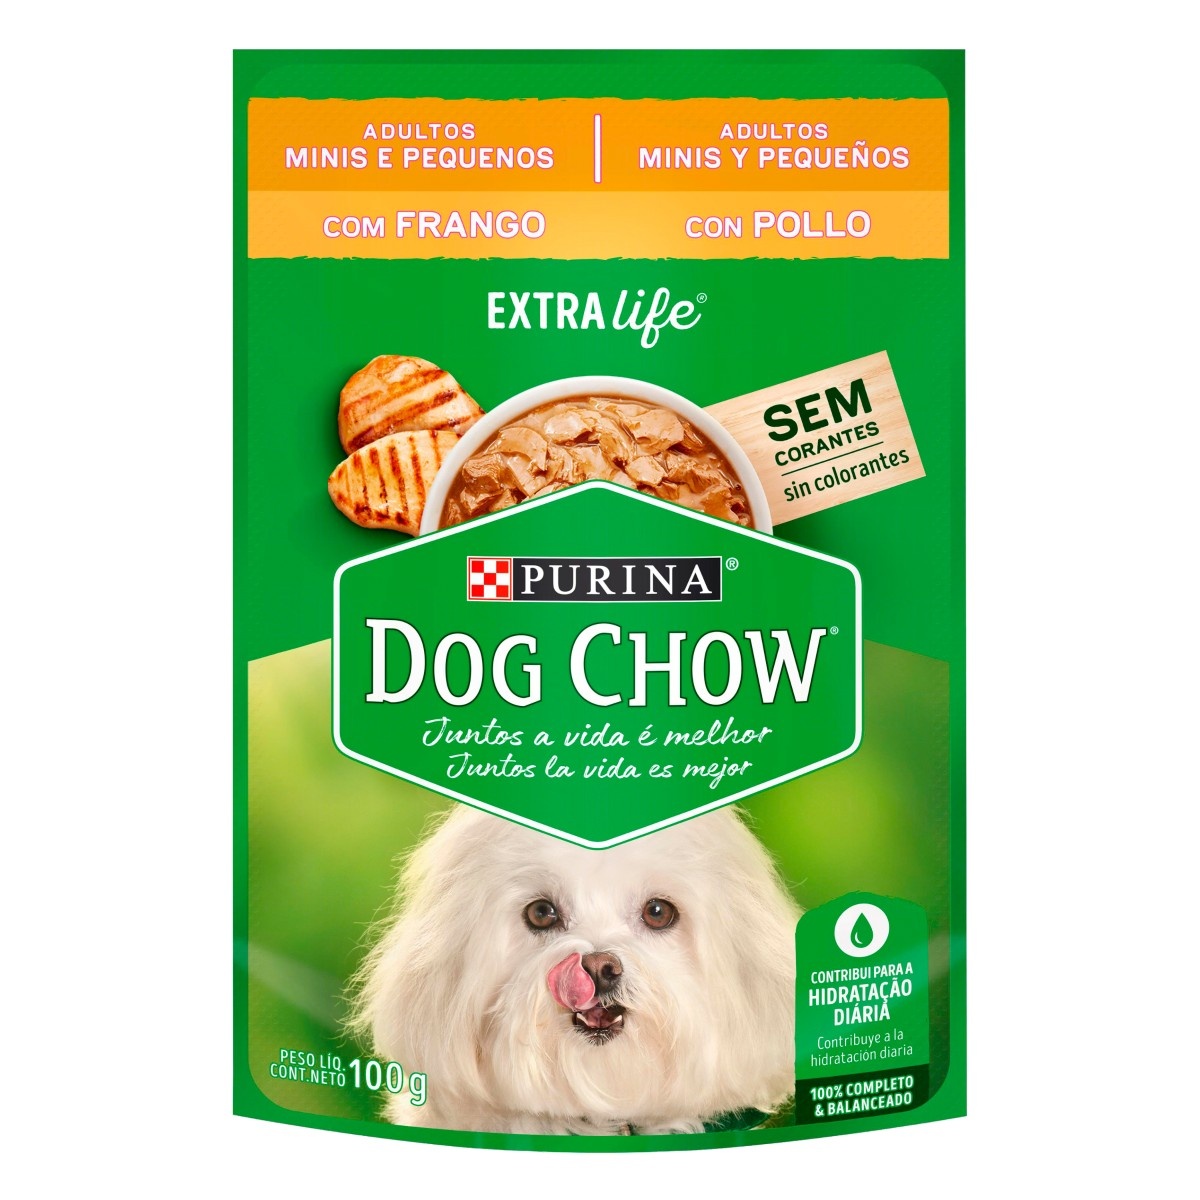 ADULTOS
MINIS E PEQUENOS
ADULTOS
MINIS Y PEQUEÑOS
COM FRANGO
CON POLLO
EXTRA life®
SEM
CORANTES
sin colorantes
PURINA®
DOG CHOW®
Juntos a vida é melhor
Juntos la vida es mejor
CONTRIBUI PARA A
HIDRATAÇÃO
DIÁRIA
Contribuye a la
hidratación diaria
100% COMPLETO
& BALANCEADO
PESO LÍQ.
CONT.NETO 100g